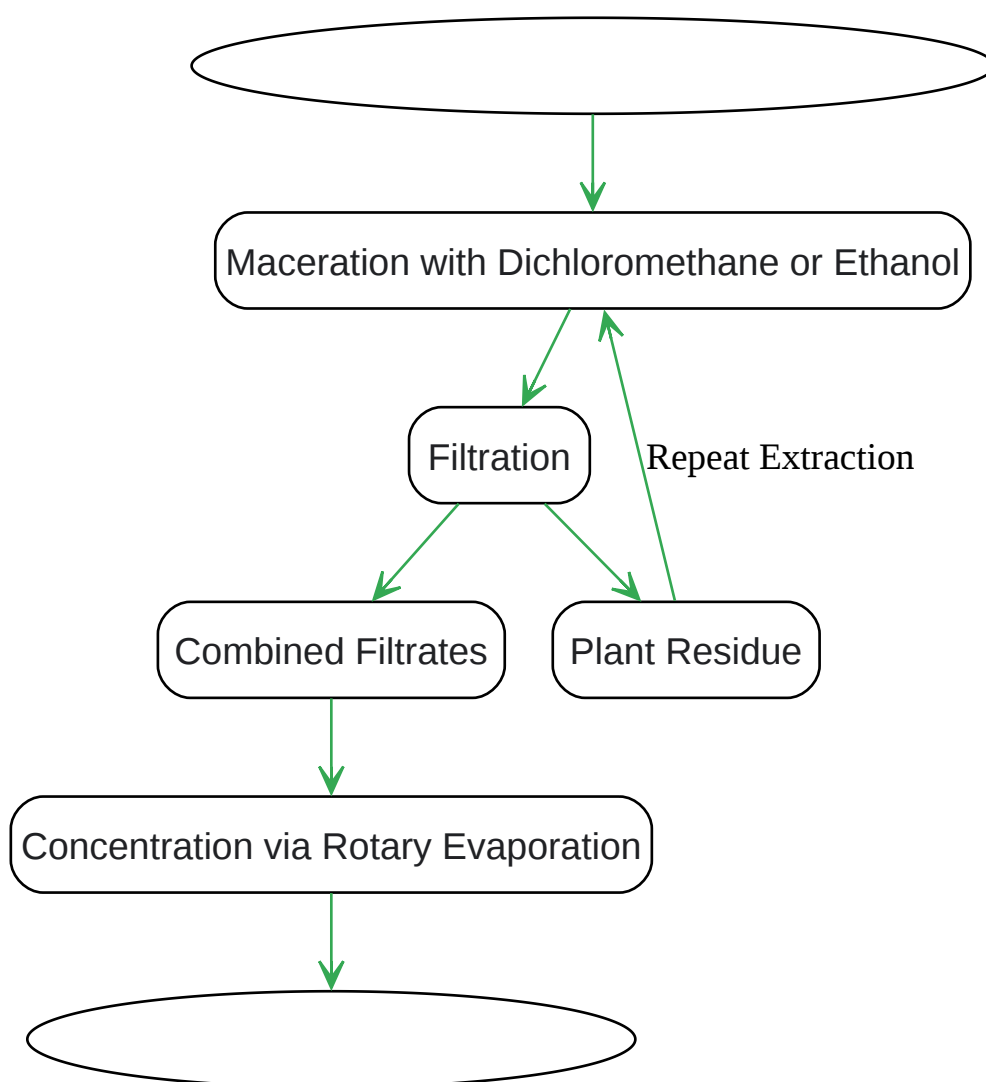 Maceration with Dichloromethane or Ethanol
Filtration
Repeat Extraction
Combined Filtrates
Plant Residue
Concentration via Rotary Evaporation